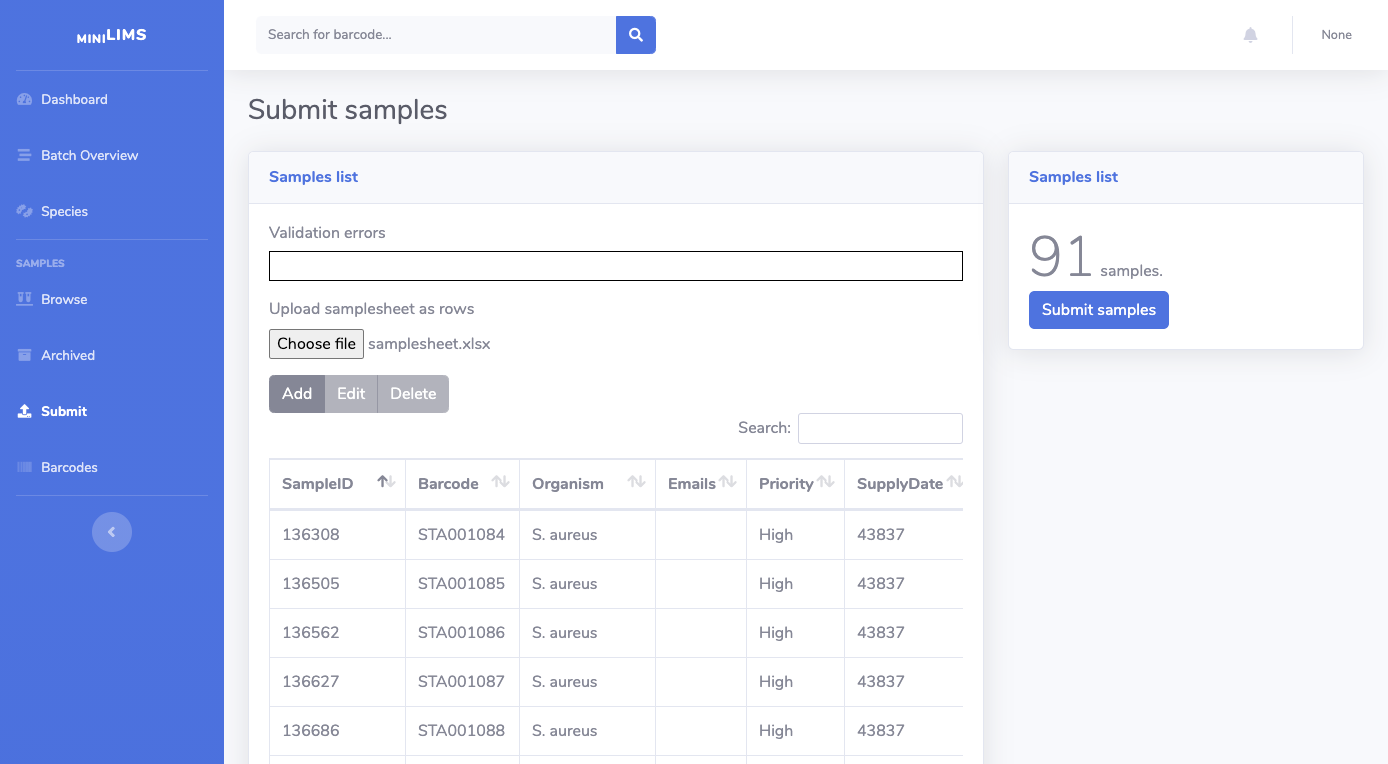 MINILIMS
Dashboard
Batch Overview
Species
SAMPLES
Browse
Archived
Submit
Barcodes
Search for barcode...
None
Submit samples
Samples list
Validation errors
Upload samplesheet as rows
Choose file samplesheet.xlsx
Add Edit Delete
Search:
SampleID Barcode Organism Emails Priority SupplyDate
136308 STA001084 S. aureus High 43837
136505 STA001085 S. aureus High 43837
136562 STA001086 S. aureus High 43837
136627 STA001087 S. aureus High 43837
136686 STA001088 S. aureus High 43837
Samples list
91 samples.
Submit samples